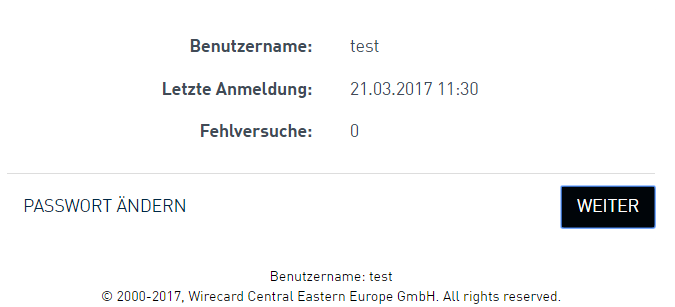 Benutzername: test
Letzte Anmeldung: 21.03.2017 11:30
Fehlversuche: 0
PASSWORT ÄNDERN WEITER
Benutzername: test
© 2000-2017, Wirecard Central Eastern Europe GmbH. All rights reserved.